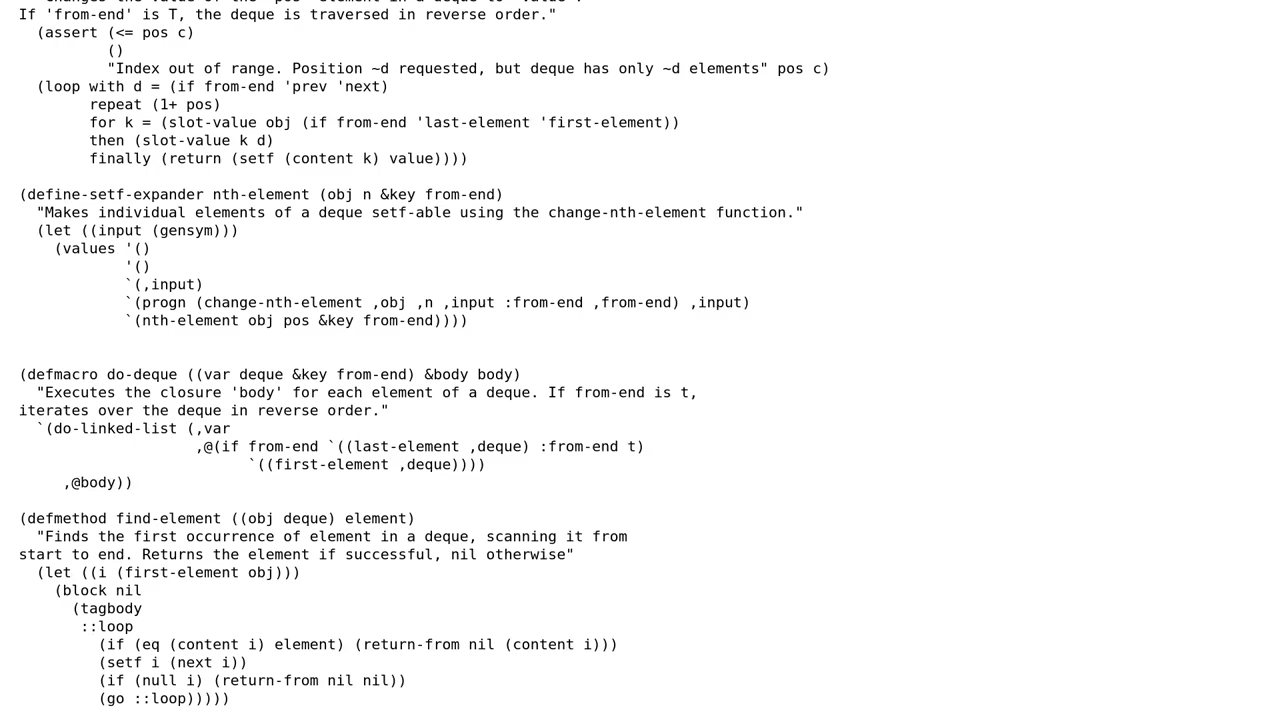 If 'from-end' is T, the deque is traversed in reverse order."
  (assert (<= pos c)
          ()
          "Index out of range. Position ~d requested, but deque has only ~d elements" pos c)
  (loop with d = (if from-end 'prev 'next)
        repeat (1+ pos)
        for k = (slot-value obj (if from-end 'last-element 'first-element))
        then (slot-value k d)
        finally (return (setf (content k) value))))

(define-setf-expander nth-element (obj n &key from-end)
  "Makes individual elements of a deque setf-able using the change-nth-element function."
  (let ((input (gensym)))
    (values '()
            '()
            `(,input)
            `(progn (change-nth-element ,obj ,n ,input :from-end ,from-end) ,input)
            `(nth-element obj pos &key from-end))))


(defmacro do-deque ((var deque &key from-end) &body body)
  "Executes the closure 'body' for each element of a deque. If from-end is t,
iterates over the deque in reverse order."
  `(do-linked-list (,var
                    ,@(if from-end `((last-element ,deque) :from-end t)
                          `((first-element ,deque))))
     ,@body))

(defmethod find-element ((obj deque) element)
  "Finds the first occurrence of element in a deque, scanning it from
start to end. Returns the element if successful, nil otherwise"
  (let ((i (first-element obj)))
    (block nil
      (tagbody
       ::loop
         (if (eq (content i) element) (return-from nil (content i)))
         (setf i (next i))
         (if (null i) (return-from nil nil))
         (go ::loop)))))